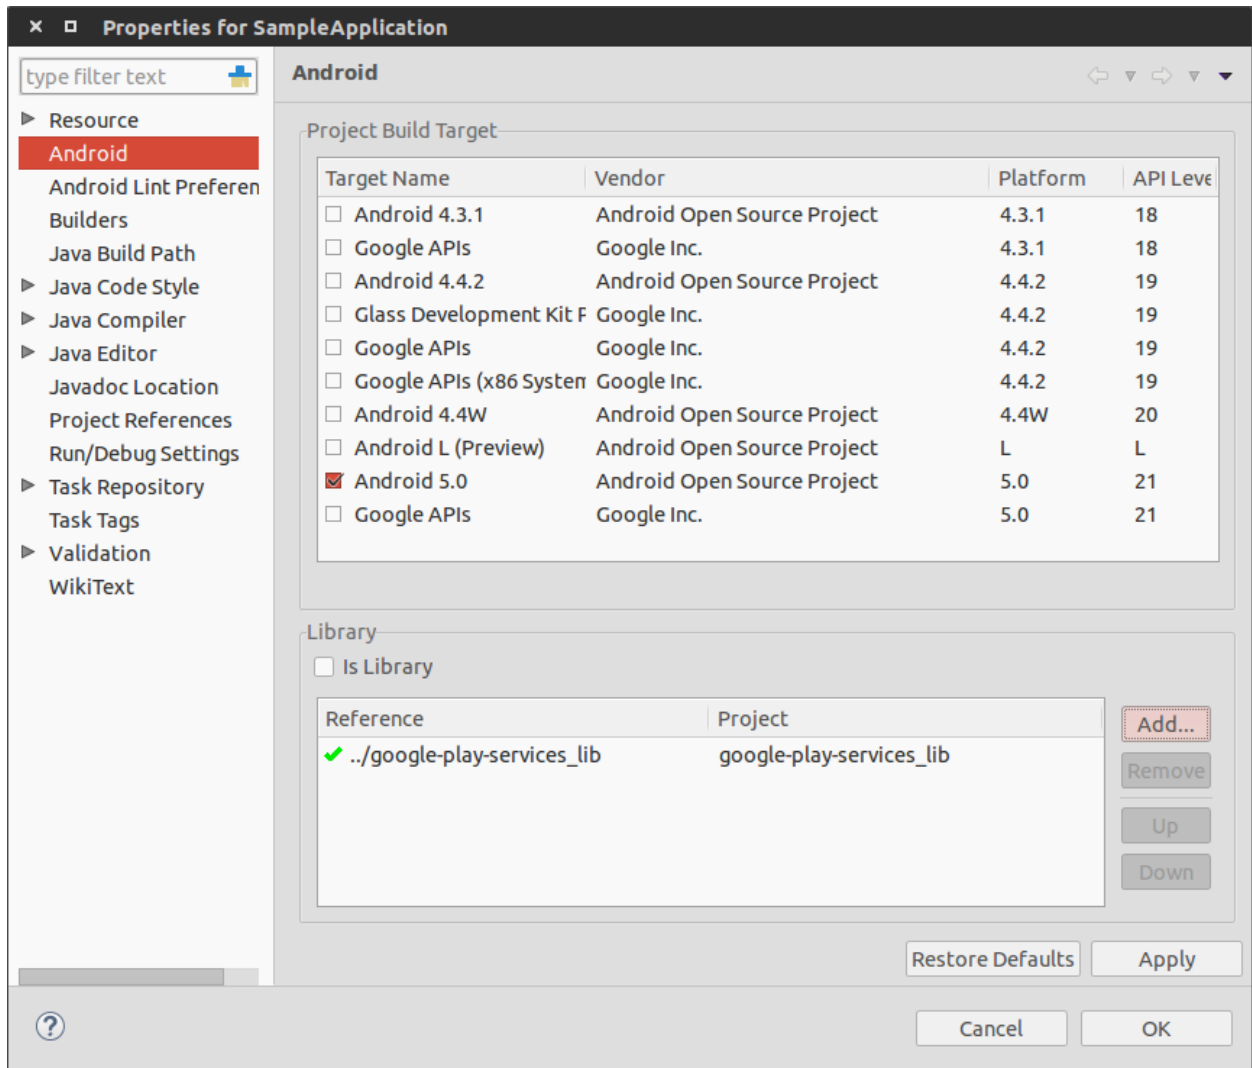 Properties for SampleApplication
type filter text
Resource
Android
Android Lint Preferen
Builders
Java Build Path
Java Code Style
Java Compiler
Java Editor
Javadoc Location
Project References
Run/Debug Settings
Task Repository
Task Tags
Validation
WikiText
Android
Project Build Target
Target Name Vendor Platform API Leve
Android 4.3.1 Android Open Source Project 4.3.1 18
Google APIs Google Inc. 4.3.1 18
Android 4.4.2 Android Open Source Project 4.4.2 19
Glass Development Kit P Google Inc. 4.4.2 19
Google APIs Google Inc. 4.4.2 19
Google APIs (x86 System Google Inc. 4.4.2 19
Android 4.4W Android Open Source Project 4.4W 20
Android L (Preview) Android Open Source Project L L
Android 5.0 Android Open Source Project 5.0 21
Google APIs Google Inc. 5.0 21
Library
Is Library
Reference Project
../google-play-services_lib google-play-services_lib
Add...
Remove
Up
Down
Restore Defaults Apply
Cancel OK